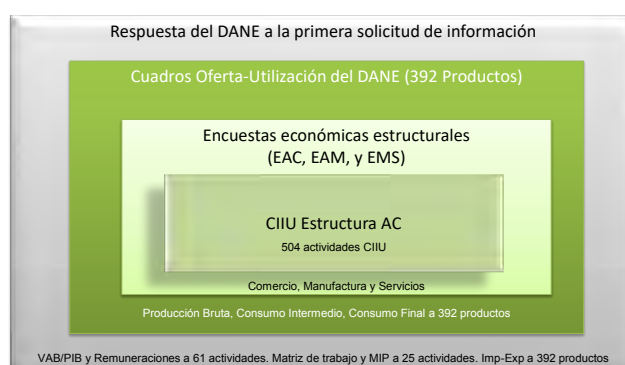 Respuesta del DANE a la primera solicitud de información
Cuadros Oferta-Utilización del DANE (392 Productos)
Encuestas económicas estructurales
(EAC, EAM, y EMS)
CIIU Estructura AC
504 actividades CIIU
Comercio, Manufactura y Servicios
Producción Bruta, Consumo Intermedio, Consumo Final a 392 productos
VAB/PIB y Remuneraciones a 61 actividades. Matriz de trabajo y MIP a 25 actividades. Imp-Exp a 392 productos